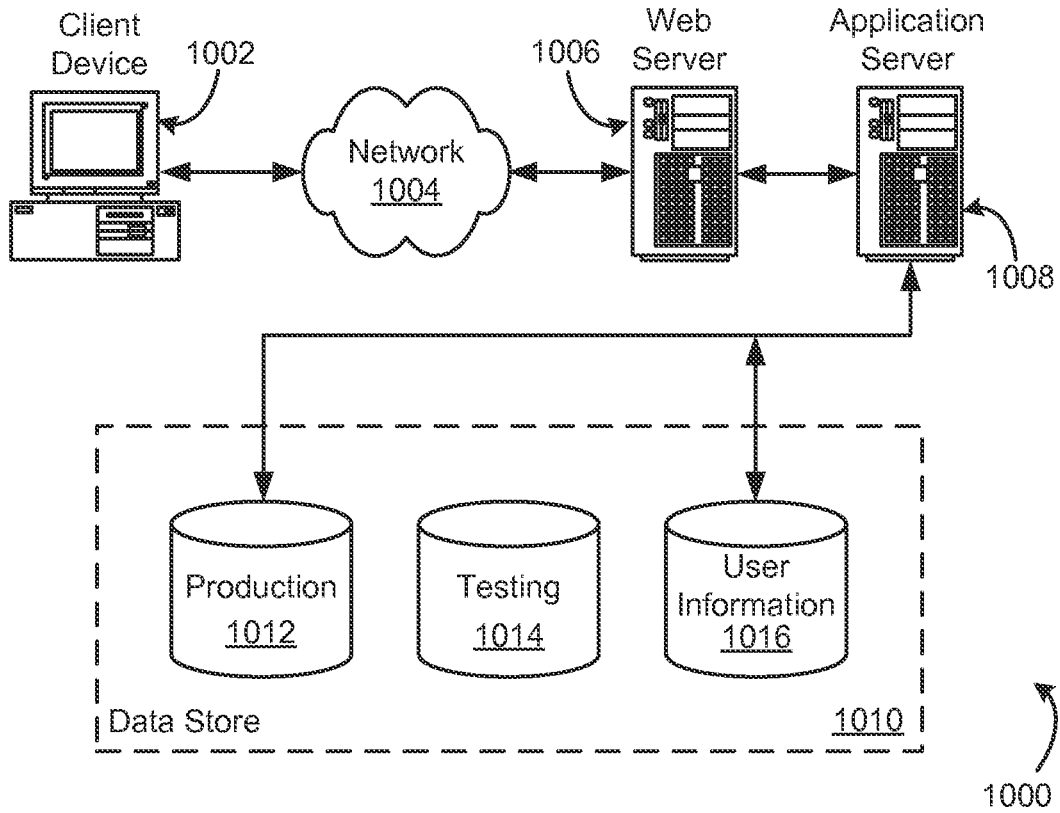 Client
Device
1002
Network
1004
1006
Web
Server
Application
Server
1008
Production
1012
Testing
1014
User
Information
1016
Data Store
1010
1000